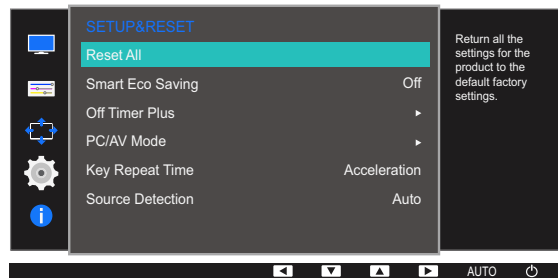 SETUP&RESET
Reset All
Smart Eco Saving Off
Off Timer Plus
PC/AV Mode
Key Repeat Time Acceleration
Source Detection Auto
Return all the
settings for the
product to the
default factory
settings.
AUTO